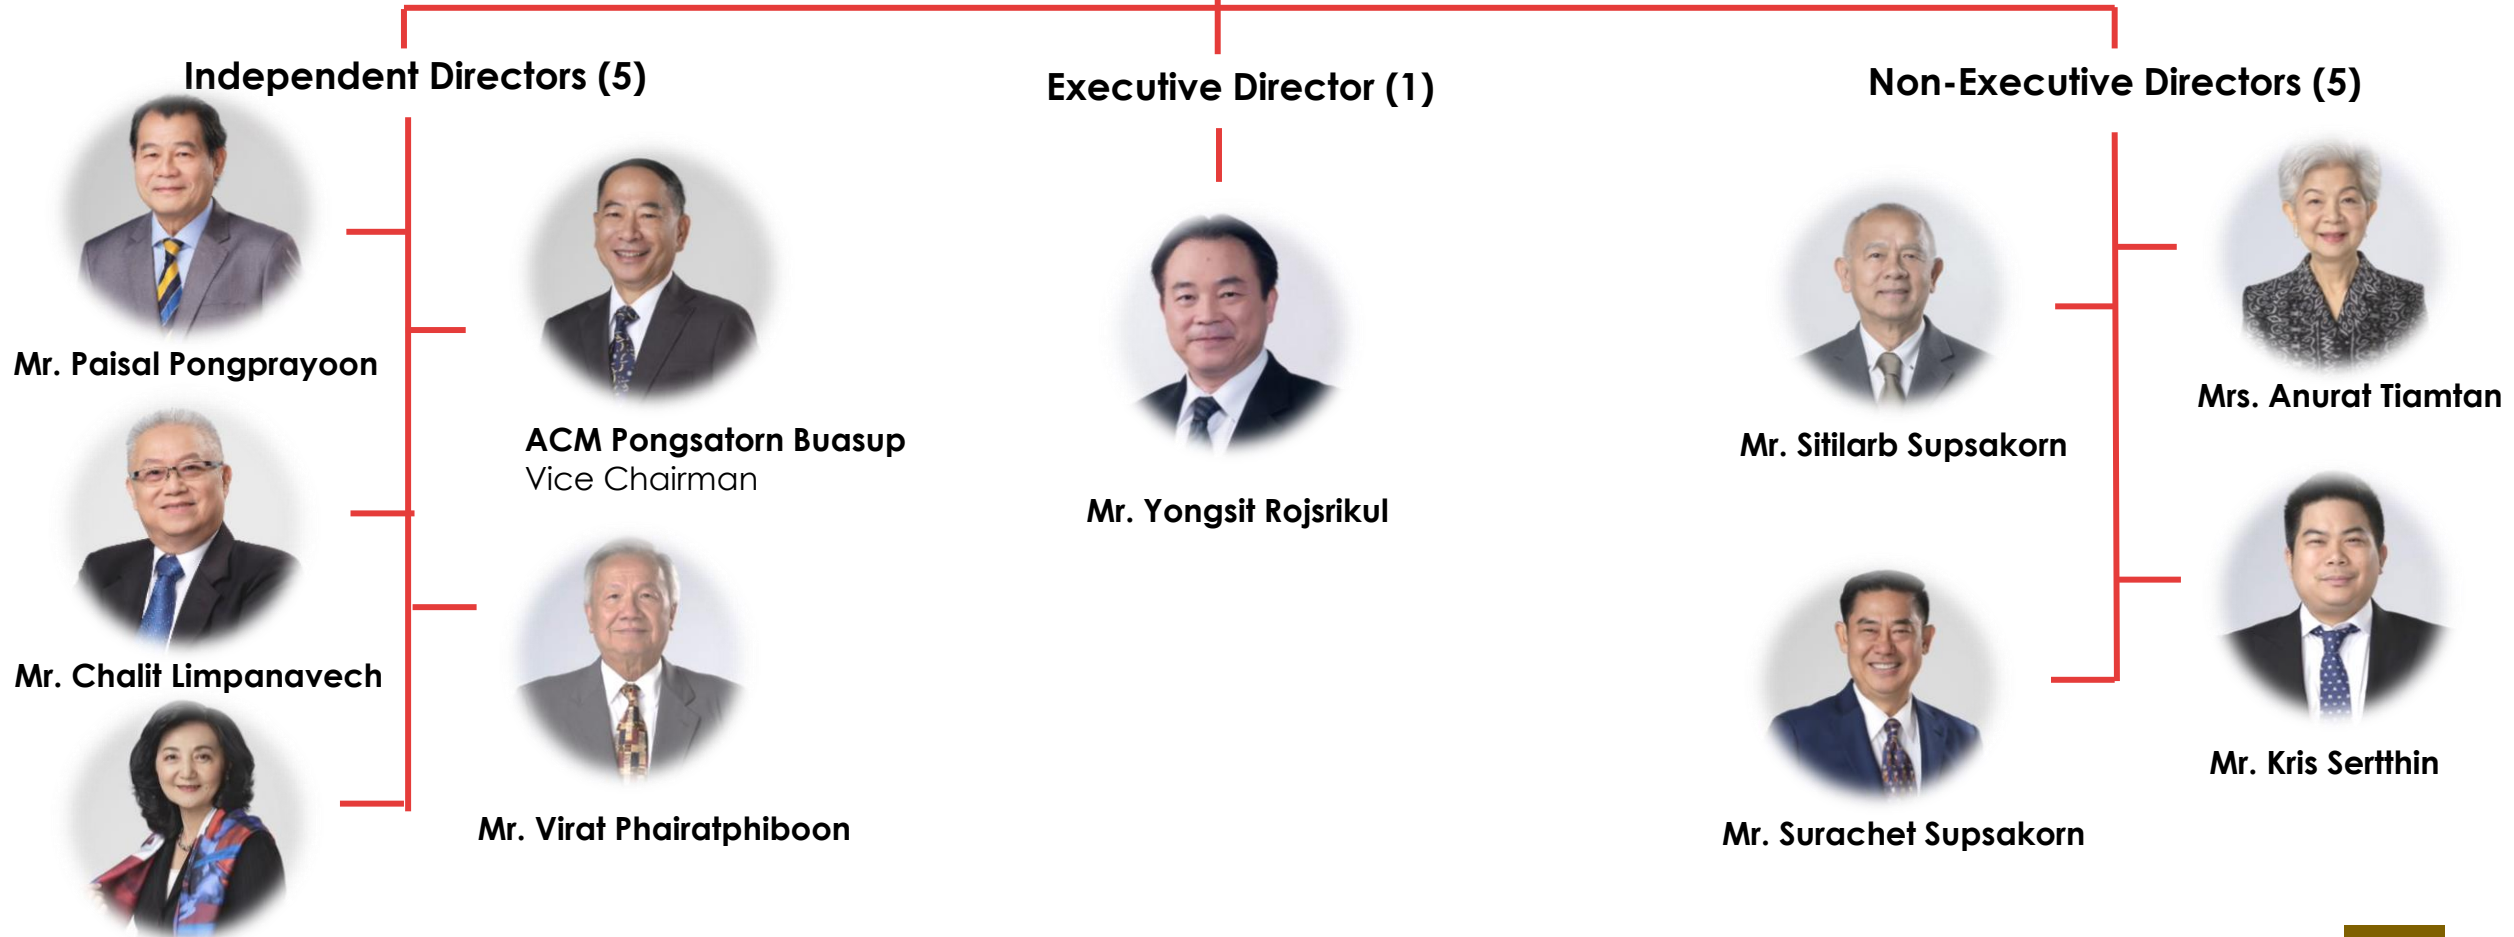 Independent Directors (5)
Mr. Paisal Pongprayoon
ACM Pongsatorn Buasup
Vice Chairman
Mr. Chalit Limpanavech
Mr. Virat Phairatphiboon
Executive Director (1)
Mr. Yongsit Rojsrikul
Non-Executive Directors (5)
Mrs. Anurat Tiamtan
Mr. Sitilarb Supsakorn
Mr. Kris Sertthin
Mr. Surachet Supsakorn